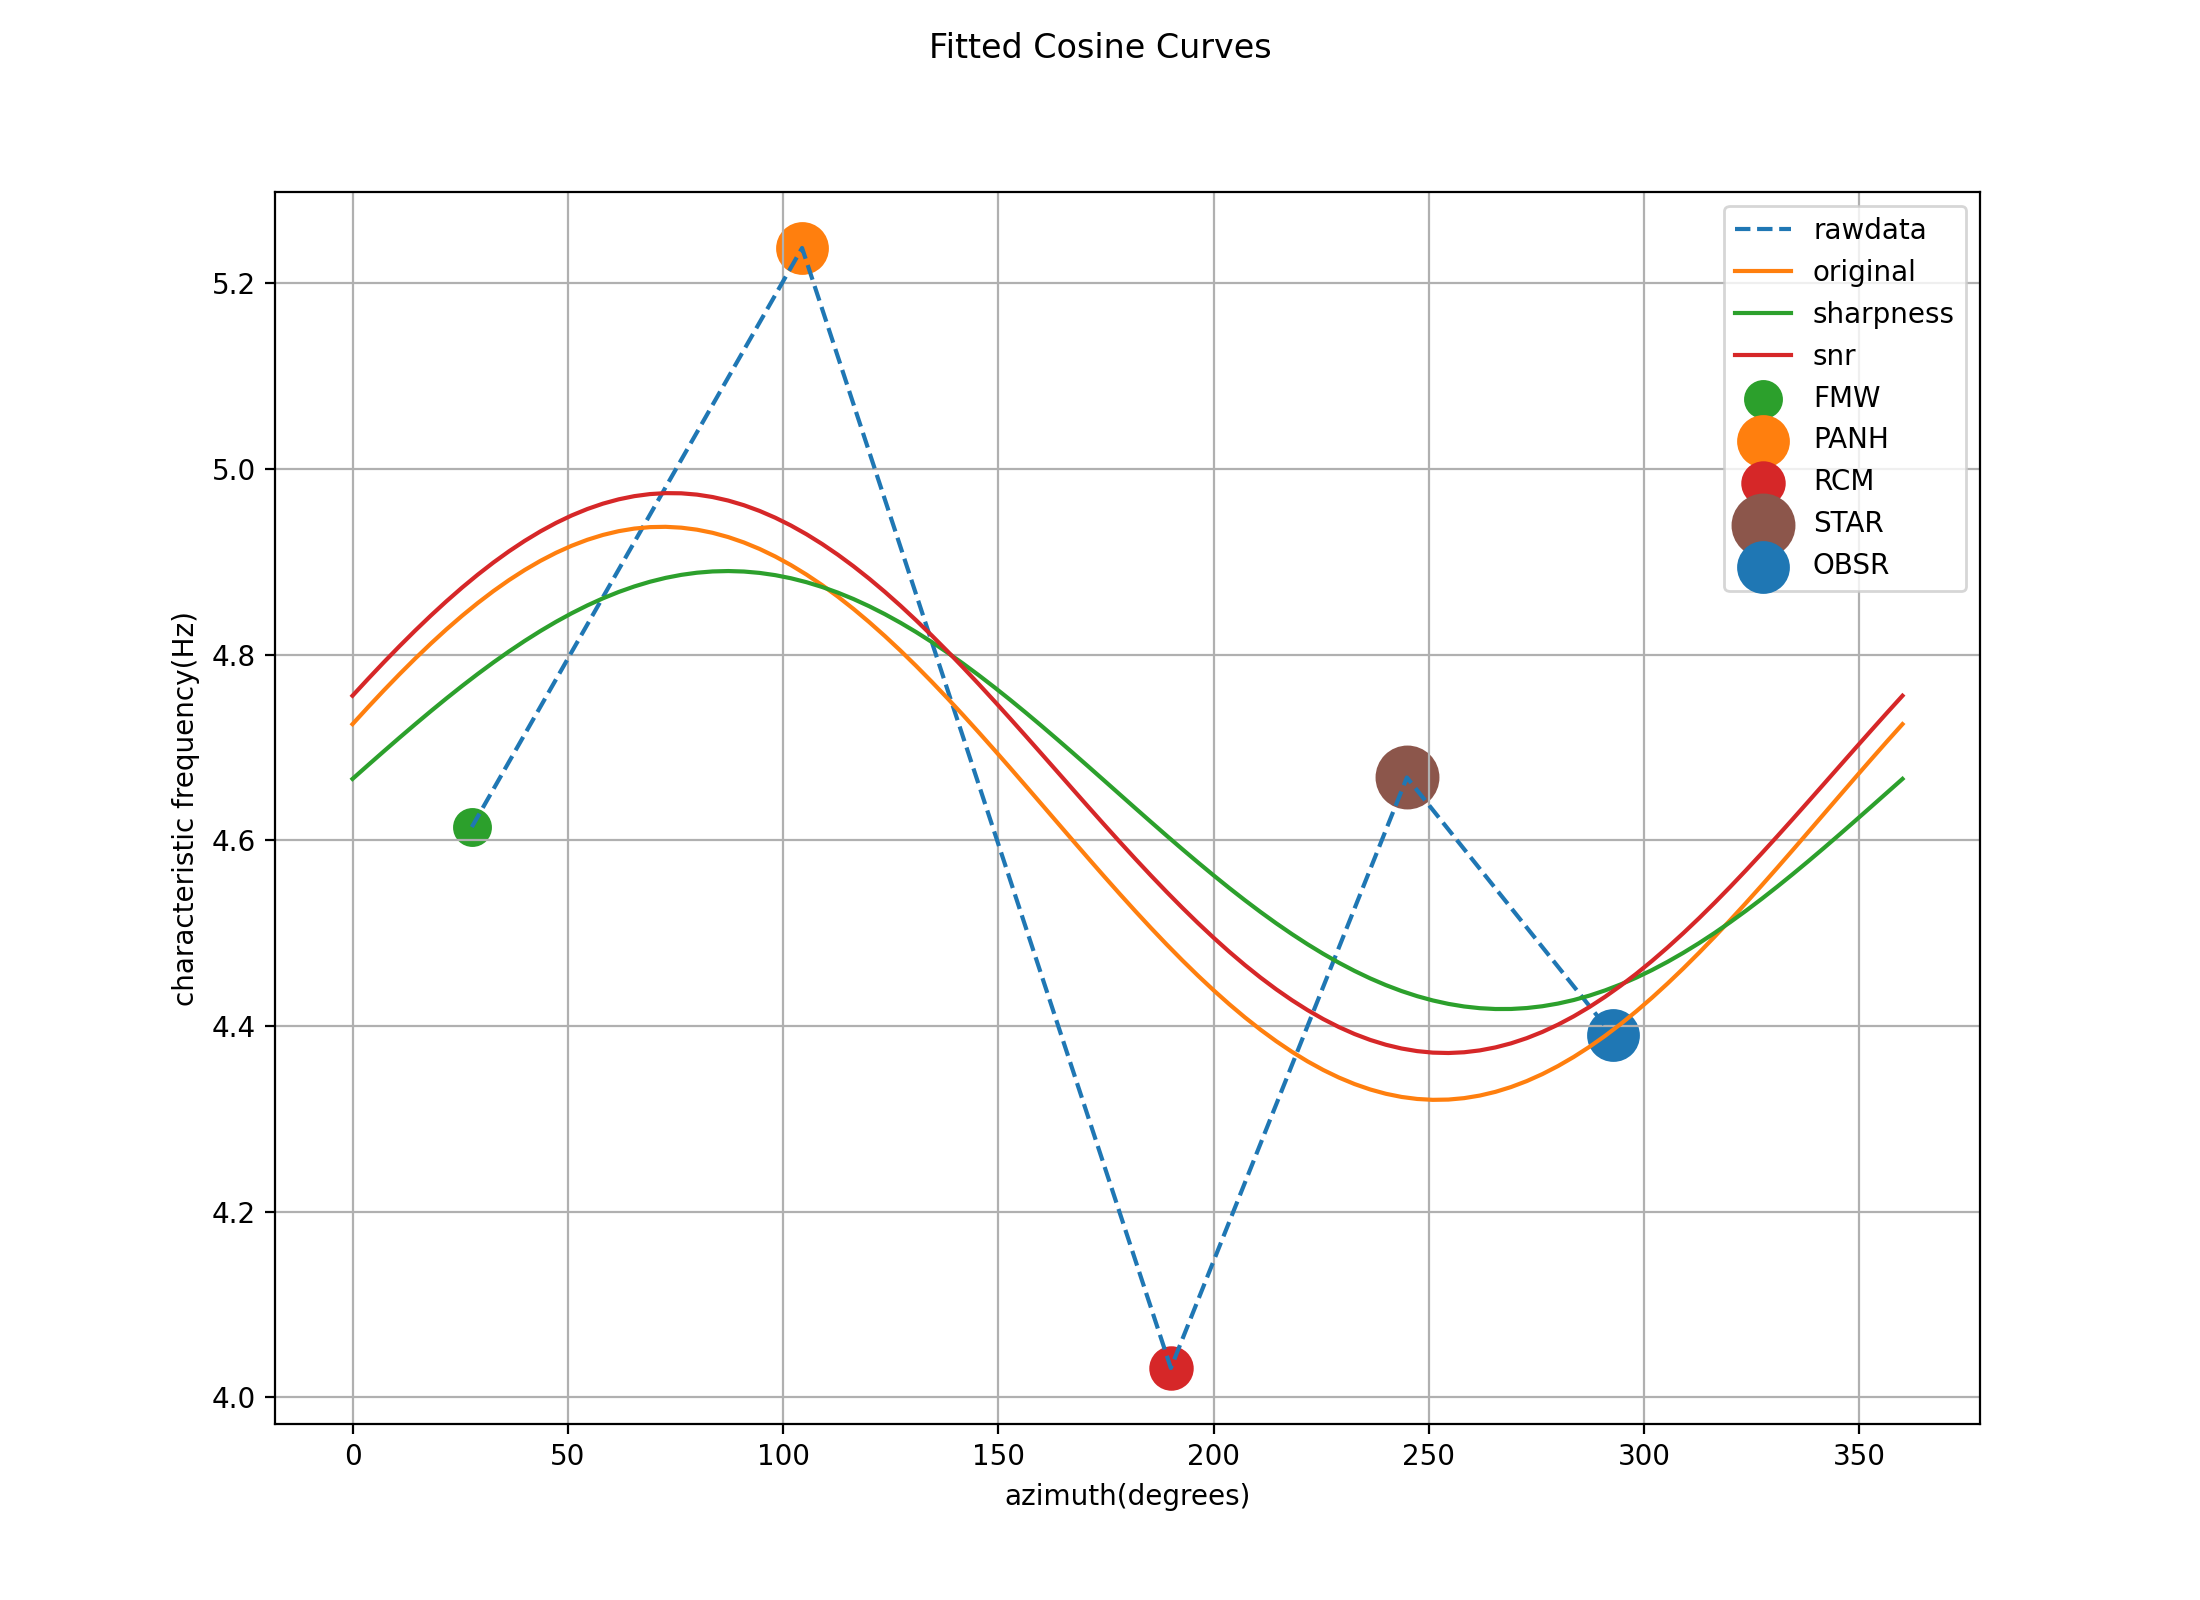 Fitted Cosine Curves
rawdata
original
sharpness
snr
FMW
PANH
RCM
STAR
OBSR
characteristic frequency(Hz)
5.2
5.0
4.8
4.6
4.4
4.2
4.0
0 50 100 150 200 250 300 350
azimuth(degrees)